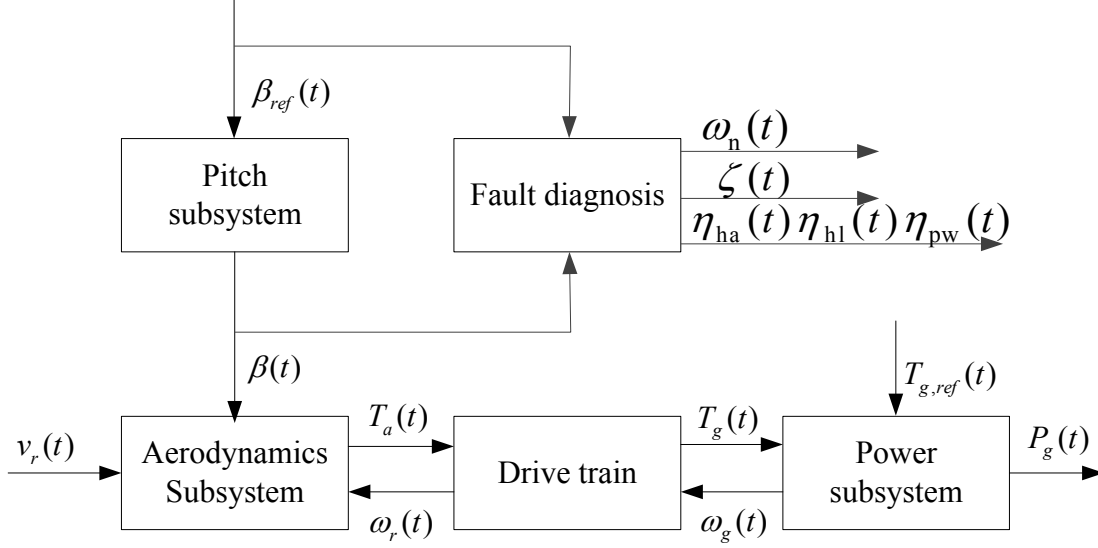 β_ref(t)
ω_n(t)
Pitch
subsystem
Fault diagnosis
ζ(t)
η_ha(t) η_hl(t) η_pw(t)
β(t)
T_g,ref(t)
v_r(t)
Aerodynamics
Subsystem
T_a(t)
ω_r(t)
Drive train
T_g(t)
ω_g(t)
Power
subsystem
P_g(t)